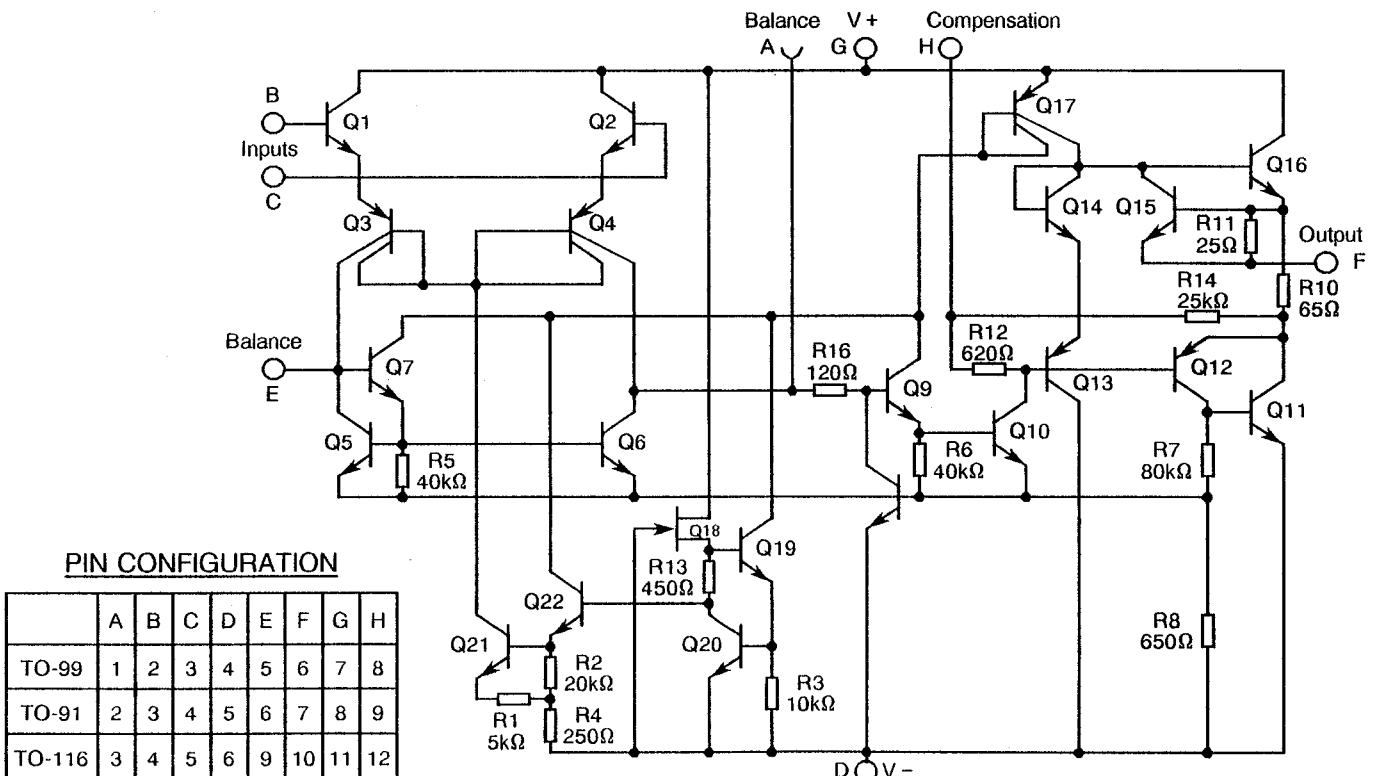 Balance
A
V +
G
Compensation
H
B
Q1
Q2
Inputs
C
Q17
Q16
Q3
Q4
Q14
Q15
R11
25Ω
Output
F
R14
25kΩ
R10
65Ω
Balance
E
Q7
R16
120Ω
R12
620Ω
Q9
Q13
Q12
Q11
Q5
R5
40kΩ
Q6
R6
40kΩ
Q10
R7
80kΩ
Q18
Q19
R13
450Ω
Q22
Q21
Q20
R2
20kΩ
R1
5kΩ
R4
250Ω
R3
10kΩ
R8
650Ω
D
V –
PIN CONFIGURATION
A B C D E F G H
TO-99 1 2 3 4 5 6 7 8
TO-91 2 3 4 5 6 7 8 9
TO-116 3 4 5 6 9 10 11 12